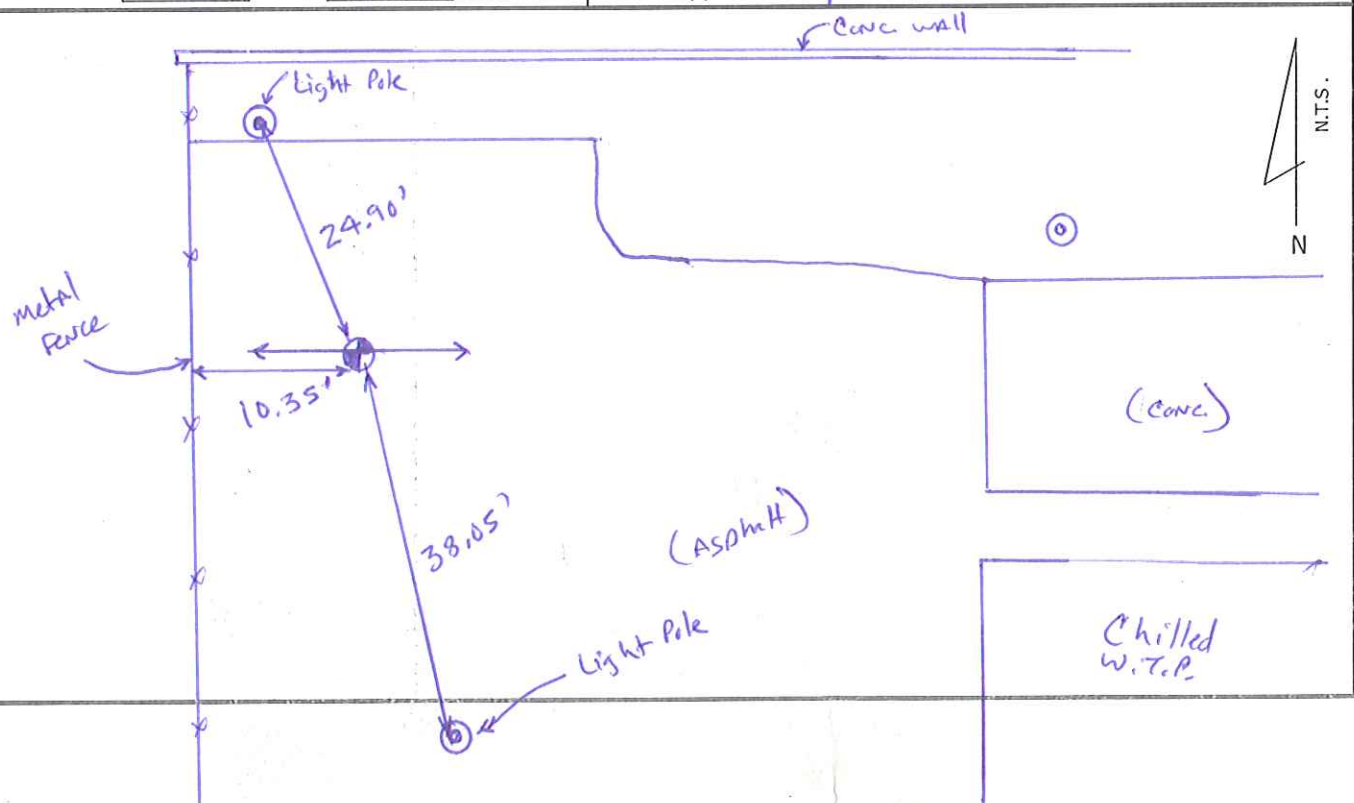 Conc. wall
Light Pole
N.T.S.
24.90'
N
metal
Fence
10.35'
(Conc.)
38.05'
(Asphalt)
Light Pole
Chilled
W.T.P.